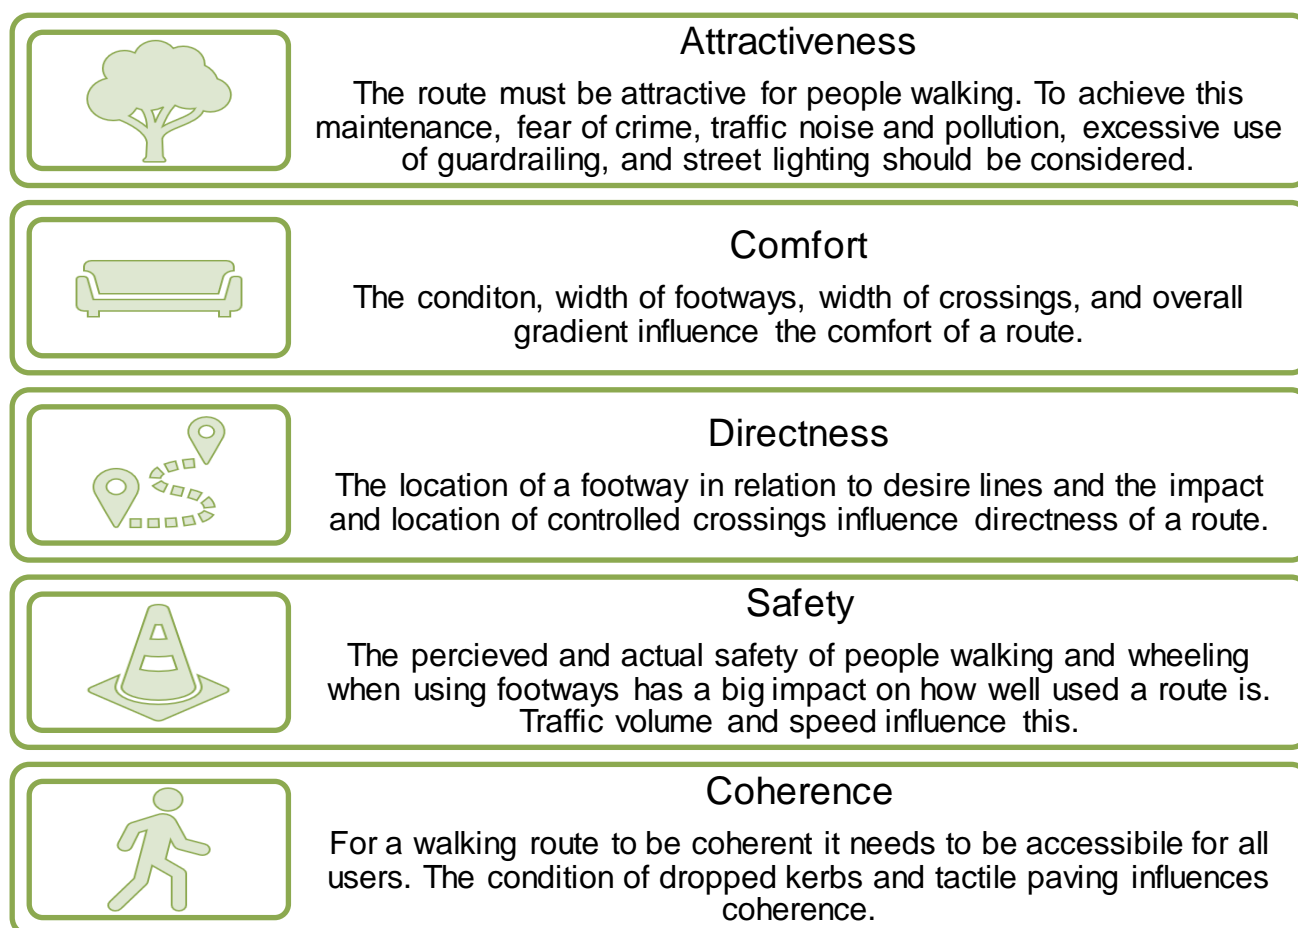 Attractiveness
The route must be attractive for people walking. To achieve this
maintenance, fear of crime, traffic noise and pollution, excessive use
of guardrailing, and street lighting should be considered.
Comfort
The conditon, width of footways, width of crossings, and overall
gradient influence the comfort of a route.
Directness
The location of a footway in relation to desire lines and the impact
and location of controlled crossings influence directness of a route.
Safety
The percieved and actual safety of people walking and wheeling
when using footways has a big impact on how well used a route is.
Traffic volume and speed influence this.
Coherence
For a walking route to be coherent it needs to be accessibile for all
users. The condition of dropped kerbs and tactile paving influences
coherence.